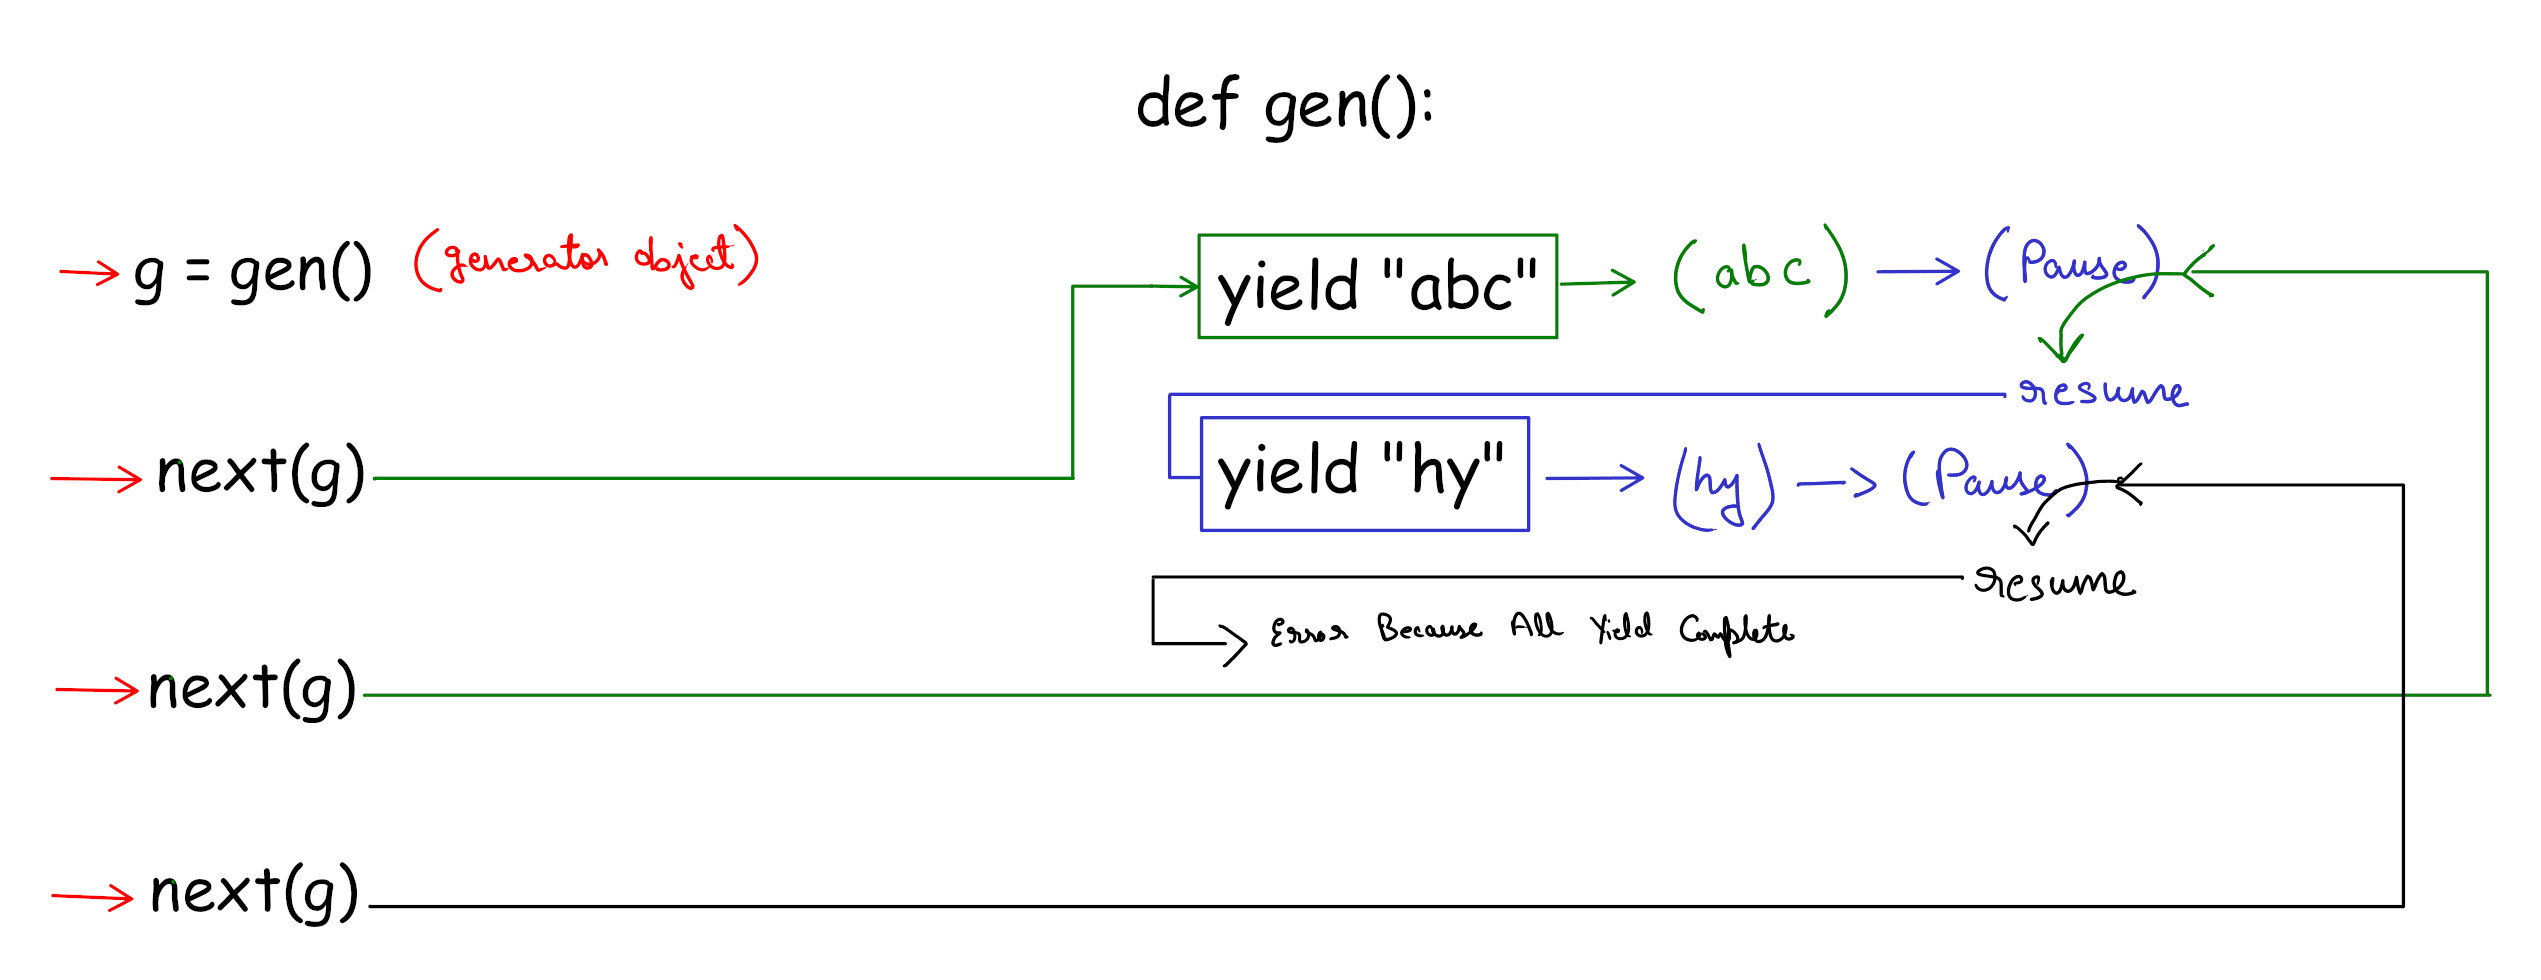 def gen():
g = gen() (generator object)
yield "abc" (abc) (Pause)
resume
next(g)
yield "hy" (hy) (Pause)
resume
Error Because All Yield Complete
next(g)
next(g)